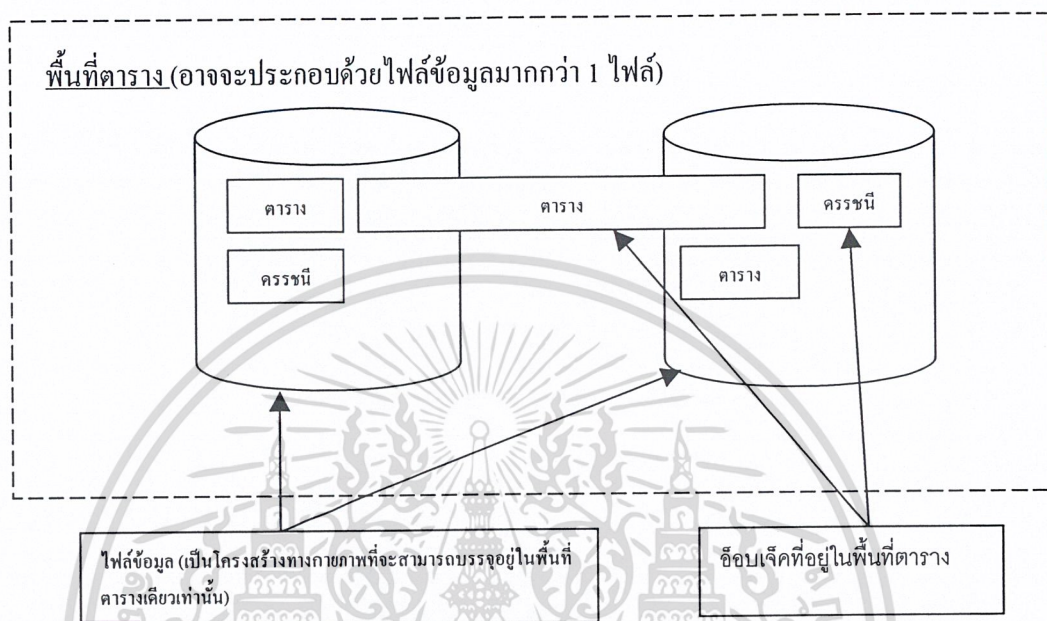 พื้นที่ตาราง (อาจจะประกอบด้วยไฟล์ข้อมูลมากกว่า 1 ไฟล์)
ตาราง
ตาราง
ครรชนี
ครรชนี
ตาราง
ไฟล์ข้อมูล (เป็นโครงสร้างทางกายภาพที่จะสามารถบรรจุอยู่ในพื้นที่
ตารางเดียวเท่านั้น)
อ็อบเจ็คที่อยู่ในพื้นที่ตาราง